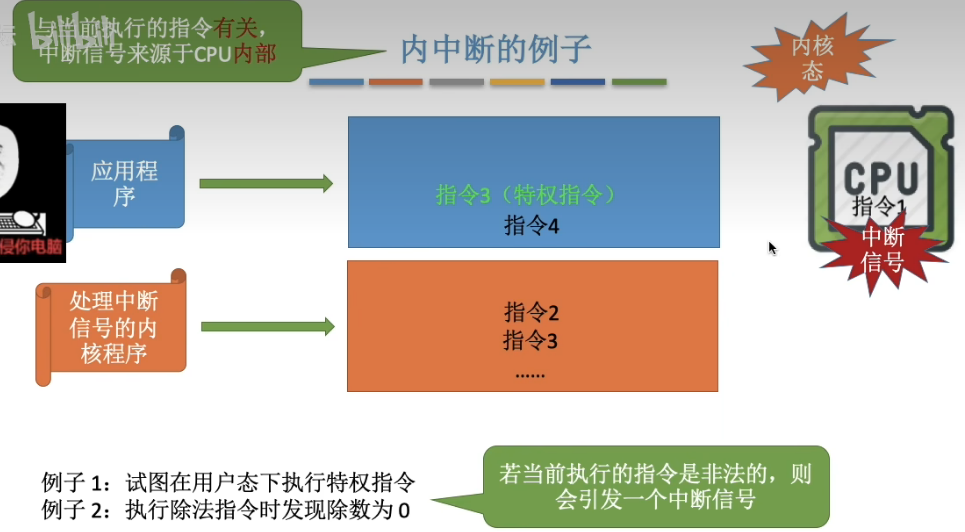 与当前执行的指令有关，
中断信号来源于CPU内部
bilibili
内中断的例子
内核
态
应用程
序
侵你电脑
指令3（特权指令）
指令4
CPU
指令1
中断
信号
处理中断
信号的内
核程序
指令2
指令3
......
例子 1：试图在用户态下执行特权指令
例子 2：执行除法指令时发现除数为 0
若当前执行的指令是非法的，则
会引发一个中断信号